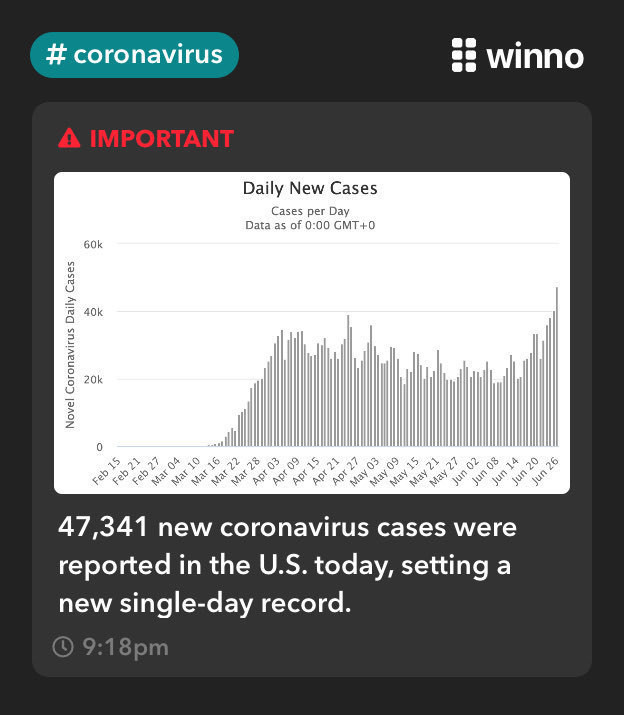 # coronavirus
winno
IMPORTANT
Daily New Cases
Cases per Day
Data as of 0:00 GMT+0
Novel Coronavirus Daily Cases
60k
40k
20k
0
Feb 15 Feb 21 Feb 27 Mar 04 Mar 10 Mar 16 Mar 22 Mar 28 Apr 03 Apr 09 Apr 15 Apr 21 Apr 27 May 03 May 09 May 15 May 21 May 27 Jun 02 Jun 08 Jun 14 Jun 20 Jun 26
47,341 new coronavirus cases were
reported in the U.S. today, setting a
new single-day record.
9:18pm